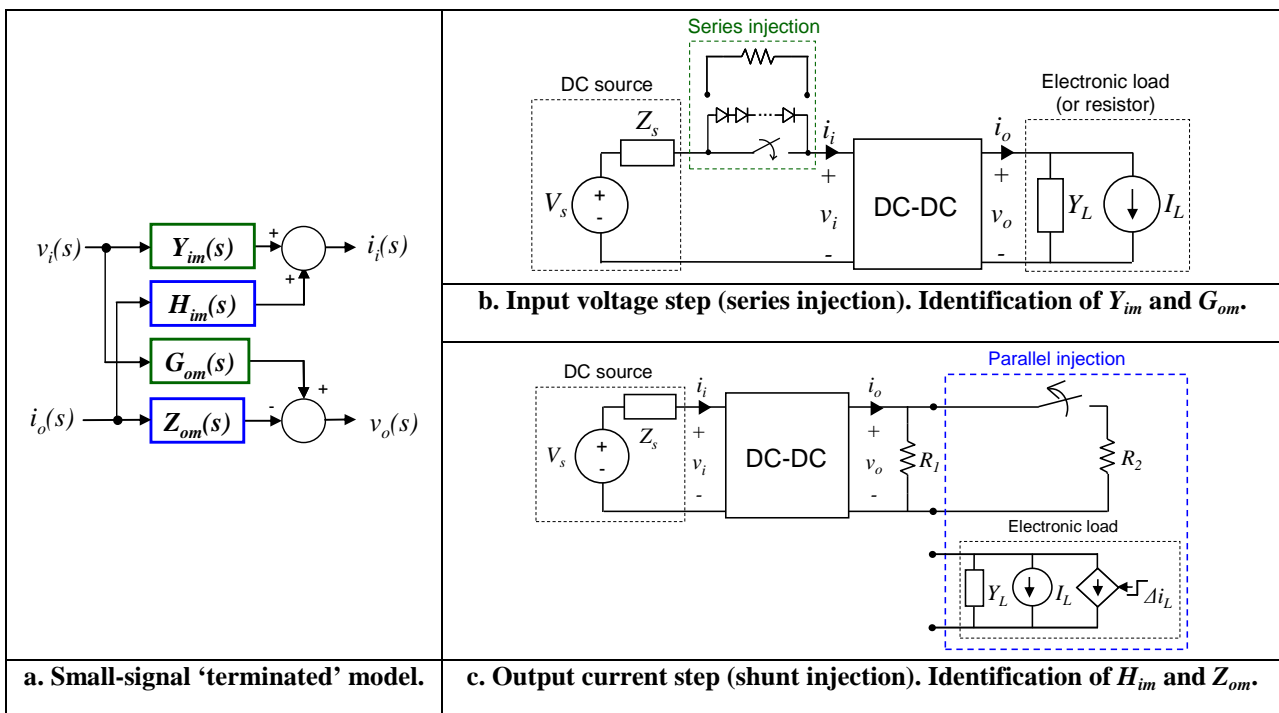 v_i(s)
Y_im(s)
+
+
i_i(s)
H_im(s)
G_om(s)
+
-
i_o(s)
Z_om(s)
v_o(s)
a. Small-signal ‘terminated’ model.
Series injection
DC source
Electronic load
(or resistor)
Z_s
i_i
i_o
+
+
V_s
+
-
v_i
DC-DC
v_o
Y_L
I_L
-
-
b. Input voltage step (series injection). Identification of Y_im and G_om.
Parallel injection
DC source
i_i
i_o
Z_s
+
+
V_s
+
-
v_i
DC-DC
v_o
R_1
R_2
-
-
Electronic load
Y_L
I_L
Δi_L
c. Output current step (shunt injection). Identification of H_im and Z_om.